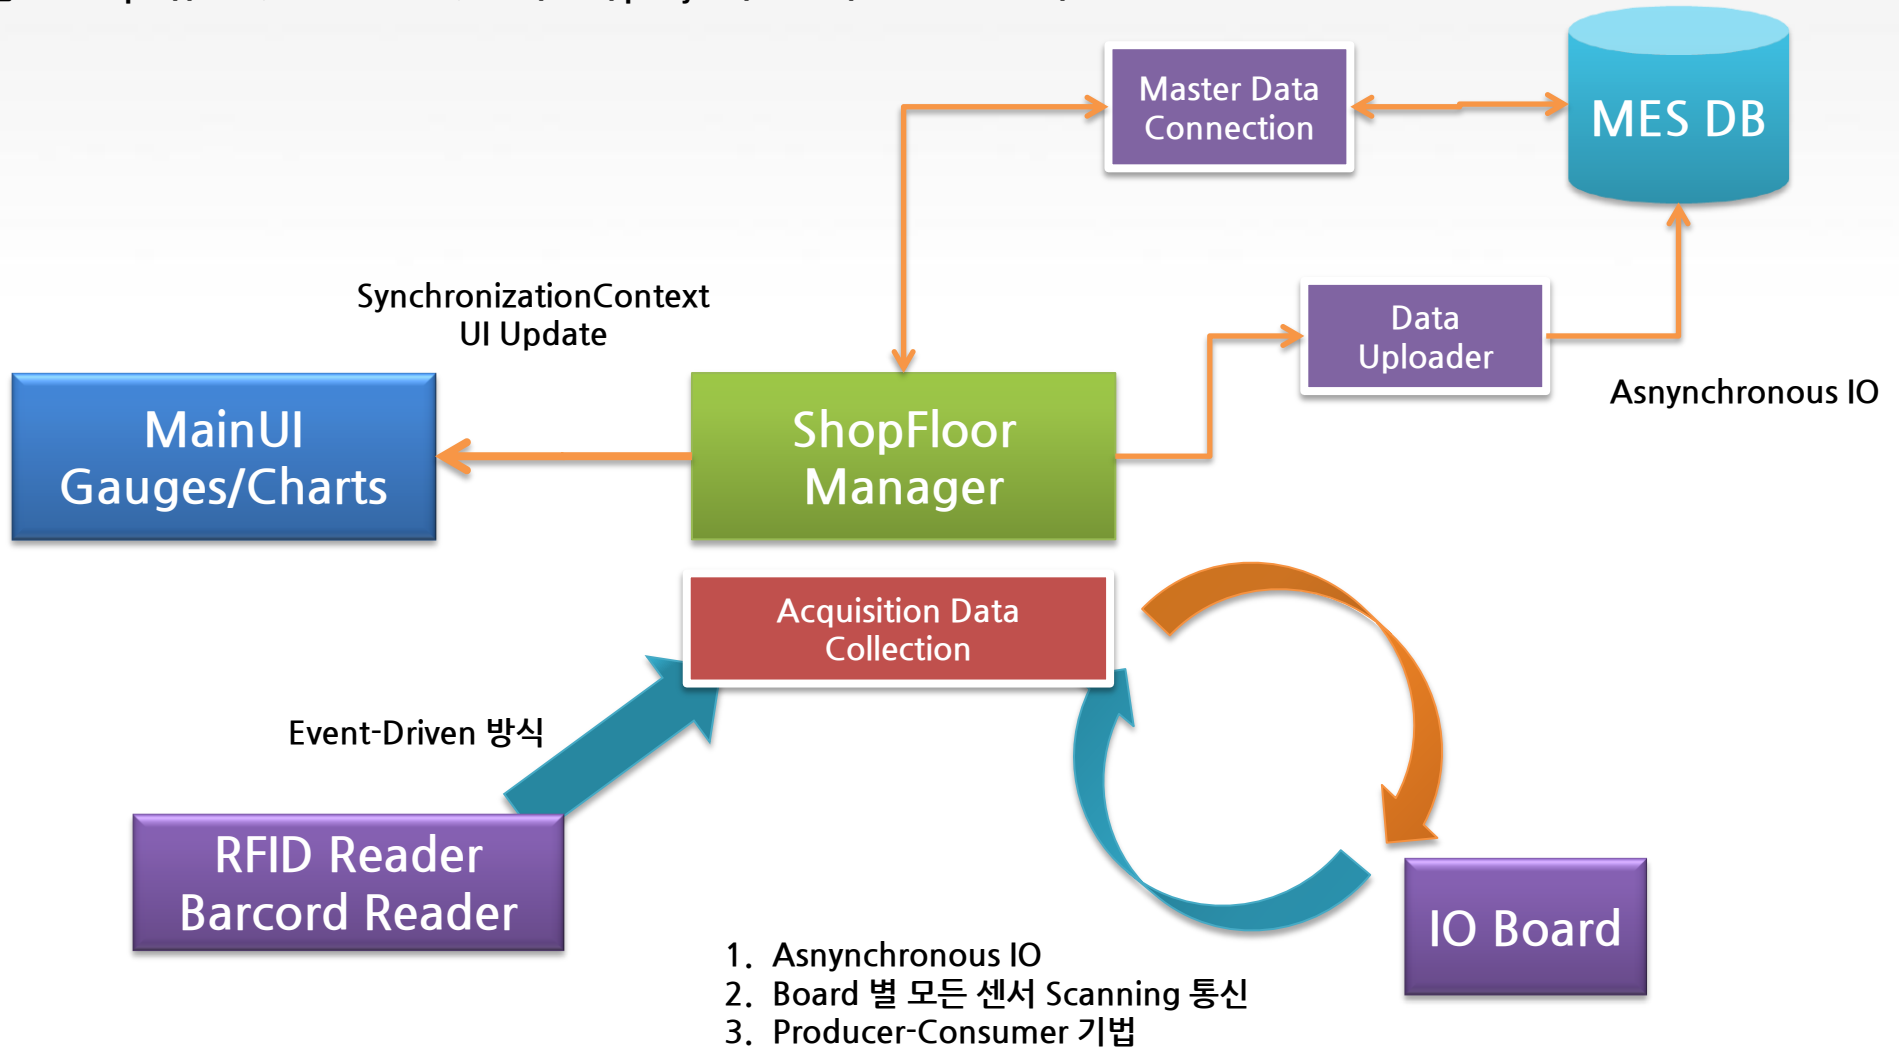 Master Data
Connection
MES DB
SynchronizationContext
UI Update
Data
Uploader
Asnynchronous IO
MainUI
Gauges/Charts
ShopFloor
Manager
Acquisition Data
Collection
Event-Driven 방식
RFID Reader
Barcord Reader
IO Board
1. Asnynchronous IO
2. Board 별 모든 센서 Scanning 통신
3. Producer-Consumer 기법